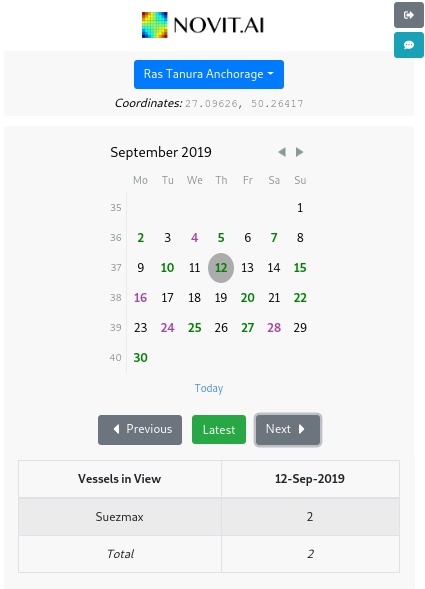 NOVIT.AI
Ras Tanura Anchorage
Coordinates: 27.09626, 50.26417
September 2019
Mo Tu We Th Fr Sa Su
35 1
36 2 3 4 5 6 7 8
37 9 10 11 12 13 14 15
38 16 17 18 19 20 21 22
39 23 24 25 26 27 28 29
40 30
Today
Previous Latest Next
Vessels in View 12-Sep-2019
Suezmax 2
Total 2